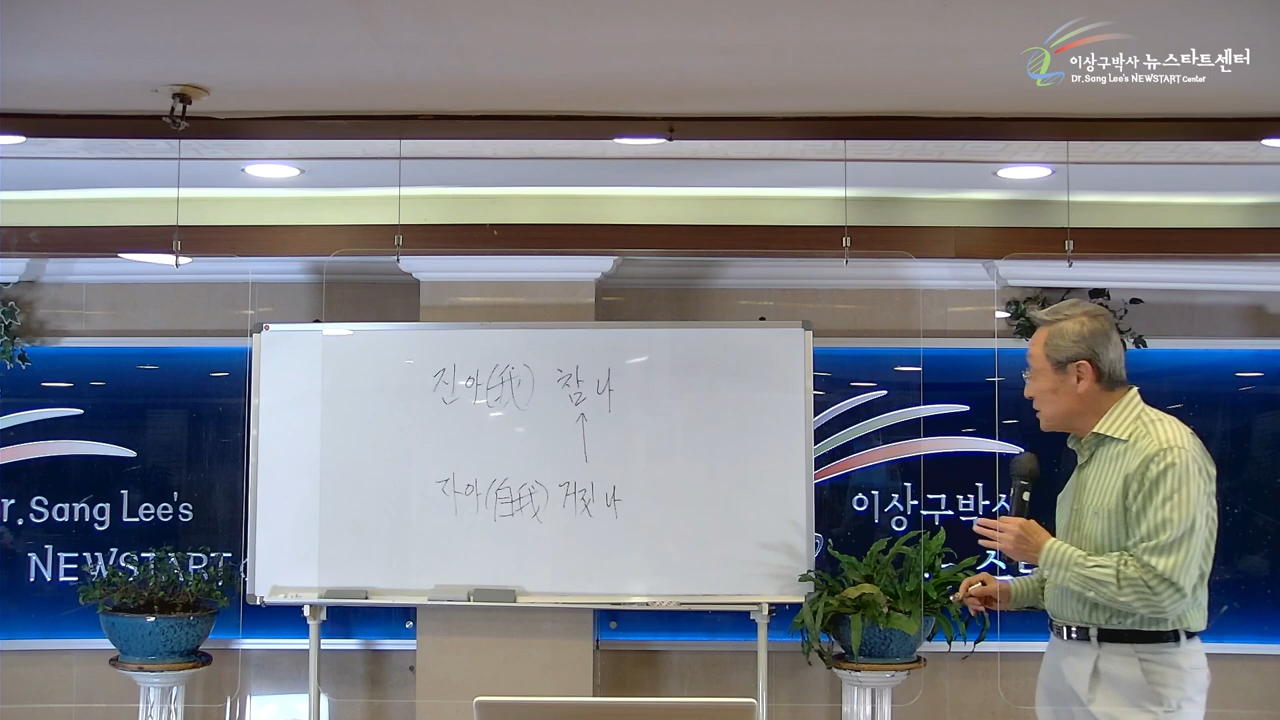 이상구박사 뉴스타트센터
Dr. Sang Lee's NEWSTART Center
진아(我) 참나
자아(自我) 거짓나
r. Sang Lee's
NEWSTART
이상구박사